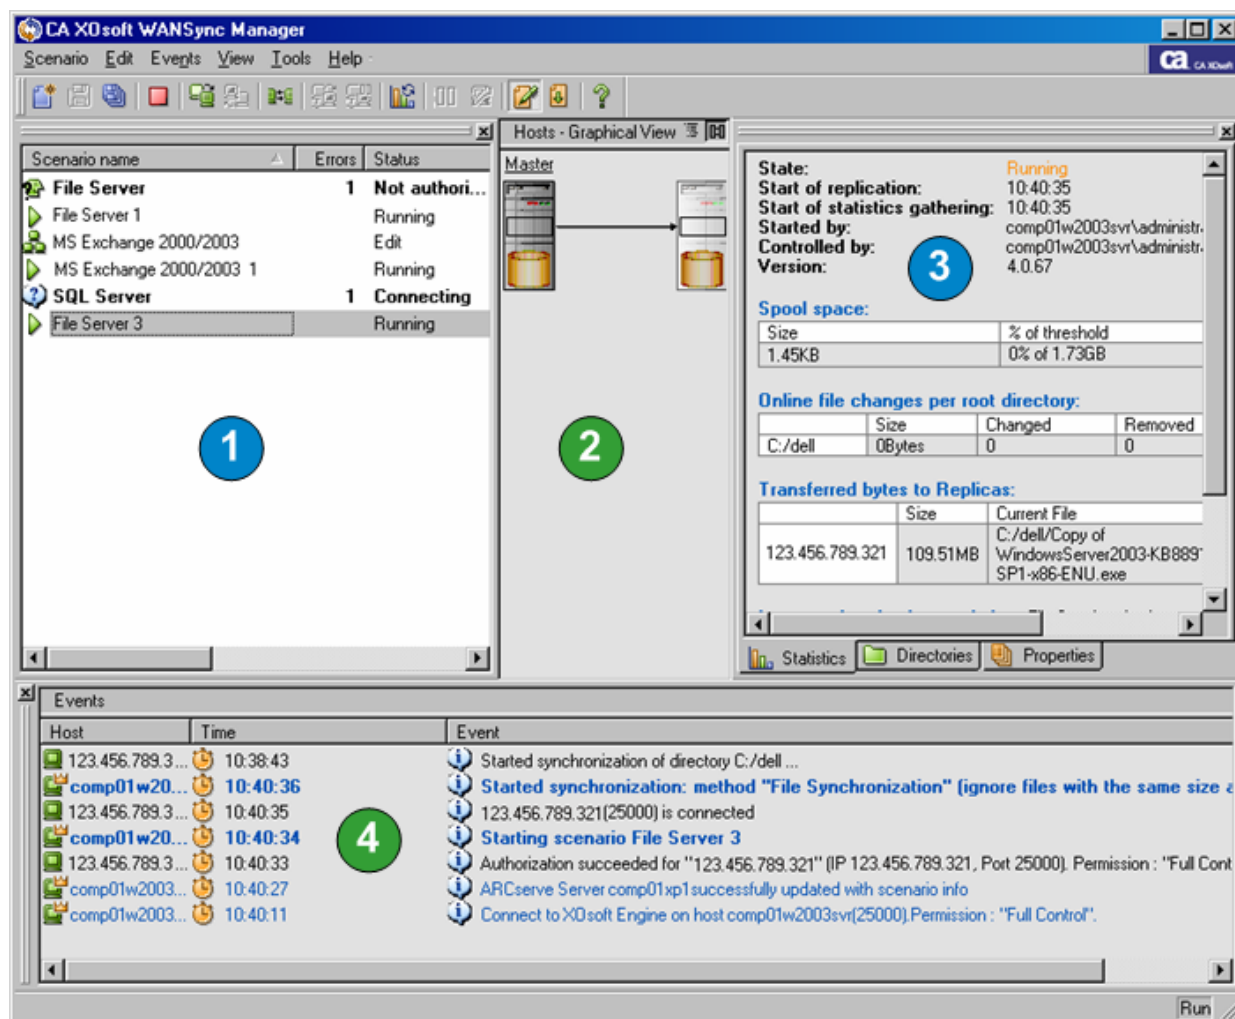 CA XOsoft WANSync Manager
Scenario Edit Events View Tools Help
ca CA XOsoft
Scenario name Errors Status
File Server 1 Not authori...
File Server 1 Running
MS Exchange 2000/2003 Edit
MS Exchange 2000/2003 1 Running
SQL Server 1 Connecting
File Server 3 Running
1
Hosts - Graphical View
Master
2
State: Running
Start of replication: 10:40:35
Start of statistics gathering: 10:40:35
Started by: comp01w2003svr\administr
Controlled by: comp01w2003svr\administr
Version: 4.0.67
3
Spool space:
Size % of threshold
1.45KB 0% of 1.73GB
Online file changes per root directory:
Size Changed Removed
C:/dell 0Bytes 0 0
Transferred bytes to Replicas:
Size Current File
123.456.789.321 109.51MB C:/dell/Copy of
WindowsServer2003-KB889
SP1-x86-ENU.exe
Statistics Directories Properties
Events
Host Time Event
123.456.789.3... 10:38:43 Started synchronization of directory C:/dell ...
comp01w20... 10:40:36 Started synchronization: method "File Synchronization" (ignore files with the same size a
123.456.789.3... 10:40:35 123.456.789.321(25000) is connected
comp01w20... 10:40:34 Starting scenario File Server 3
123.456.789.3... 10:40:33 Authorization succeeded for "123.456.789.321" (IP 123.456.789.321, Port 25000). Permission : "Full Cont
comp01w2003... 10:40:27 ARCserve Server comp01xp1 successfully updated with scenario info
comp01w2003... 10:40:11 Connect to XOsoft Engine on host comp01w2003svr(25000).Permission : "Full Control".
4
Run